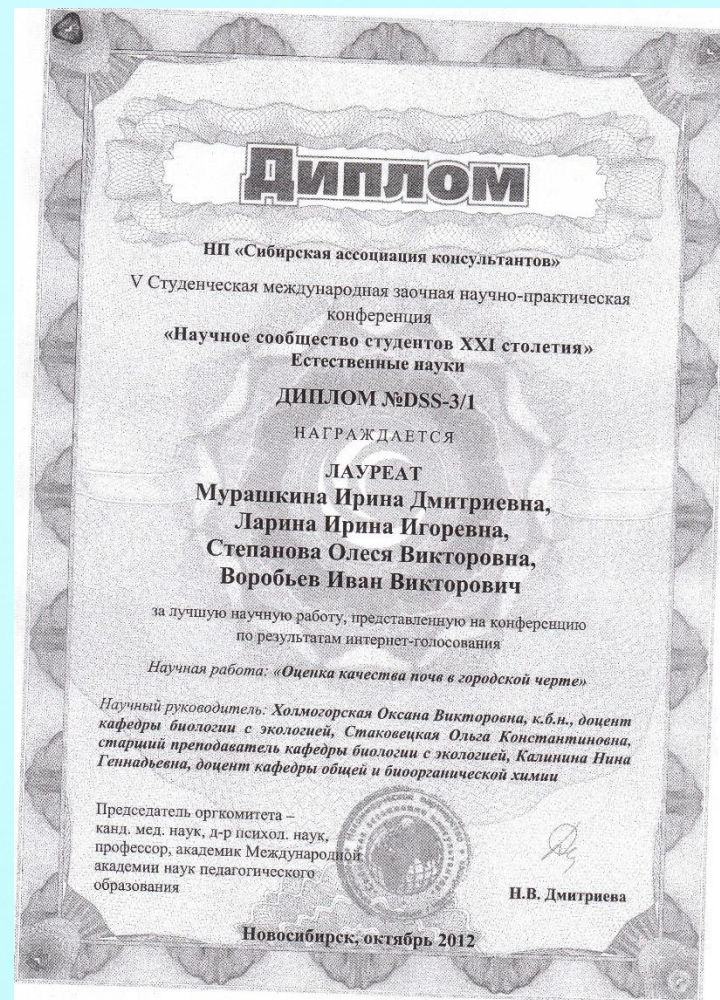 Диплом
НП «Сибирская ассоциация консультантов»
V Студенческая международная заочная научно-практическая
конференция
«Научное сообщество студентов XXI столетия»
Естественные науки
ДИПЛОМ №DSS-3/1
НАГРАЖДАЕТСЯ
ЛАУРЕАТ
Мурашкина Ирина Дмитриевна,
Ларина Ирина Игоревна,
Степанова Олеся Викторовна,
Воробьев Иван Викторович
за лучшую научную работу, представленную на конференцию
по результатам интернет-голосования
Научная работа: «Оценка качества почв в городской черте»
Научный руководитель: Холмогорская Оксана Викторовна, к.б.н., доцент
кафедры биологии с экологией, Стаковецкая Ольга Константиновна,
старший преподаватель кафедры биологии с экологией, Калинина Нина
Геннадьевна, доцент кафедры общей и биоорганической химии
Председатель оргкомитета –
канд. мед. наук, д-р психол. наук,
профессор, академик Международной
академии наук педагогического
образования
Н.В. Дмитриева
Новосибирск, октябрь 2012